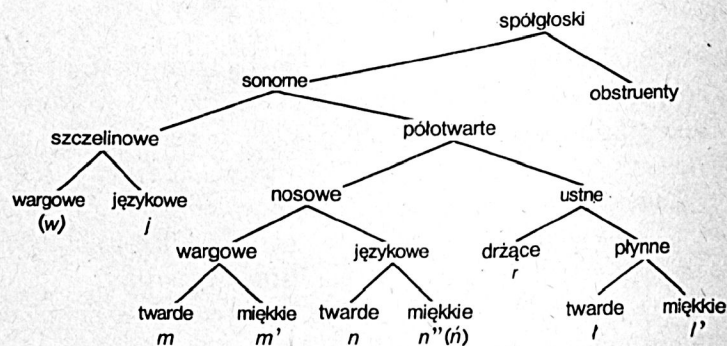 spółgłoski
sonorne
obstruenty
szczelinowe półotwarte
wargowe językowe nosowe ustne
(w) j
wargowe językowe drżące płynne
r
twarde miękkie twarde miękkie twarde miękkie
m m' n n''(ń) ł l'